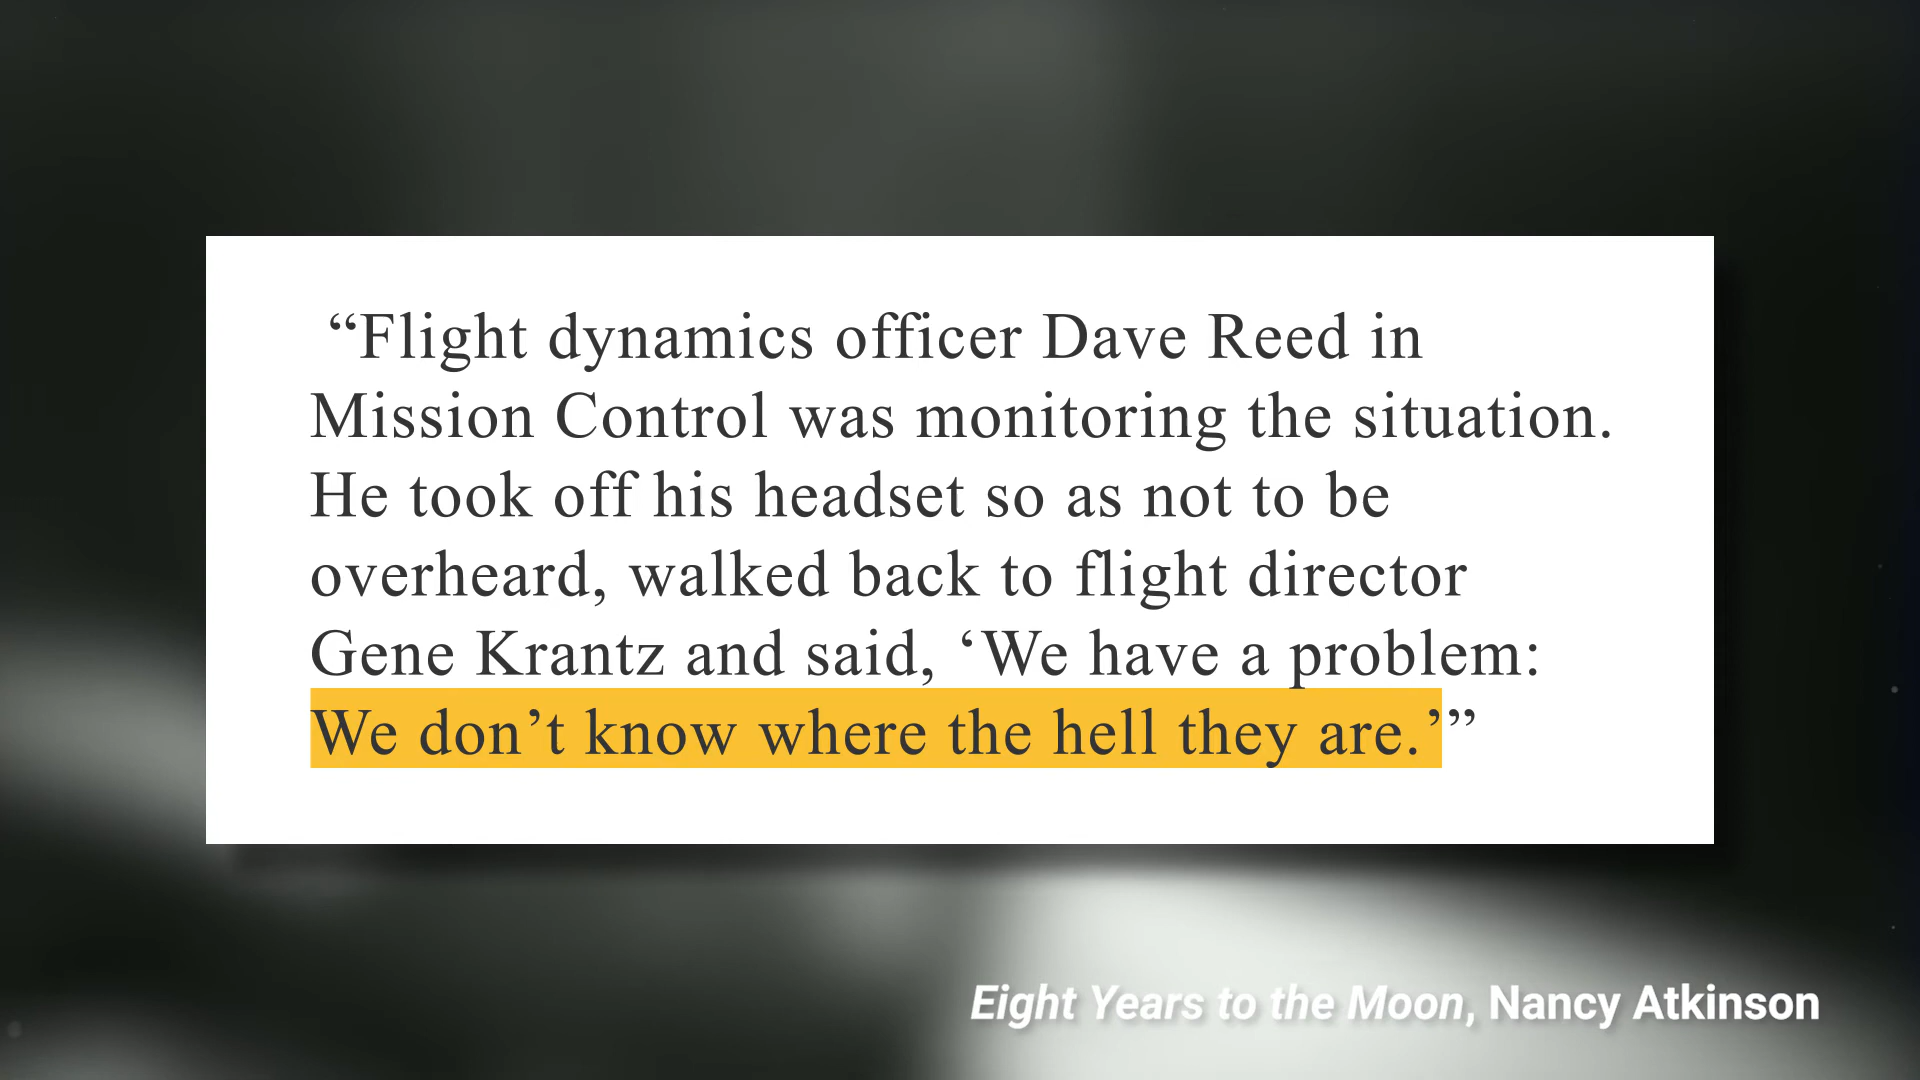 “Flight dynamics officer Dave Reed in
Mission Control was monitoring the situation.
He took off his headset so as not to be
overheard, walked back to flight director
Gene Krantz and said, ‘We have a problem:
We don’t know where the hell they are.’”
Eight Years to the Moon, Nancy Atkinson